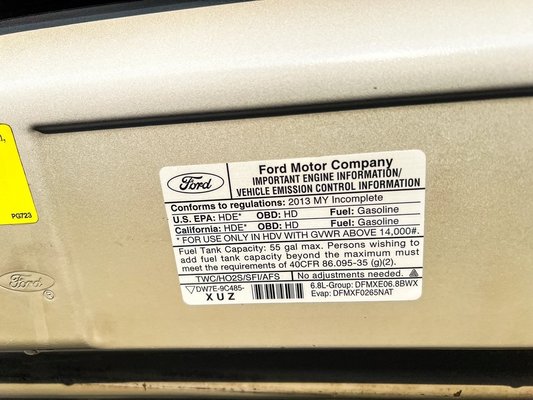 Ford
Ford Motor Company
IMPORTANT ENGINE INFORMATION/
VEHICLE EMISSION CONTROL INFORMATION
Conforms to regulations: 2013 MY Incomplete
U.S. EPA: HDE* OBD: HD Fuel: Gasoline
California: HDE* OBD: HD Fuel: Gasoline
* FOR USE ONLY IN HDV WITH GVWR ABOVE 14,000#.
Fuel Tank Capacity: 55 gal max. Persons wishing to
add fuel tank capacity beyond the maximum must
meet the requirements of 40CFR 86.095-35 (g)(2).
TWC/HO2S/SFI/AFS No adjustments needed.
DW7E-9C485-
XUZ
6.8L-Group: DFMXE06.8BWX
Evap: DFMXF0265NAT
PG723
Ford